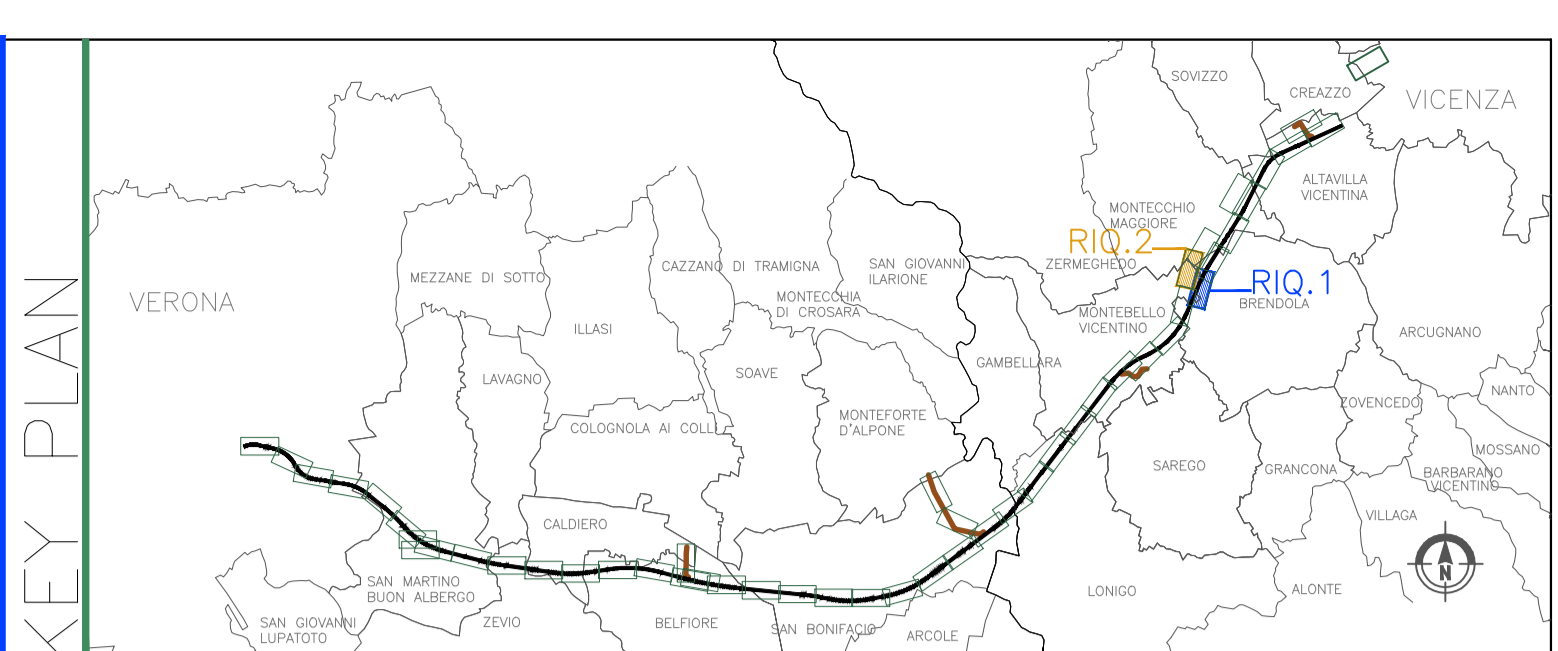 KEY PLAN
SOVIZZO
CREAZZO
VICENZA
ALTAVILLA
VICENTINA
MONTECCHIO
MAGGIORE
RIQ.2
ZERMEGHEDO
RIQ.1
BRENDOLA
MEZZANE DI SOTTO
CAZZANO DI TRAMIGNA
SAN GIOVANNI
ILARIONE
MONTECCHIA
DI CROSARA
VERONA
ILLASI
MONTEBELLO
VICENTINO
ARCUGNANO
GAMBELLARA
LAVAGNO
SOAVE
NANTO
ZOVENCEDO
MONTEFORTE
D'ALPONE
COLOGNOLA AI COLLI
MOSSANO
SAREGO
GRANCONA
BARBARANO
VICENTINO
CALDIERO
VILLAGA
N
SAN MARTINO
BUON ALBERGO
LONIGO
ALONTE
SAN GIOVANNI
LUPATOTO
ZEVIO
BELFIORE
SAN BONIFACIO
ARCOLE